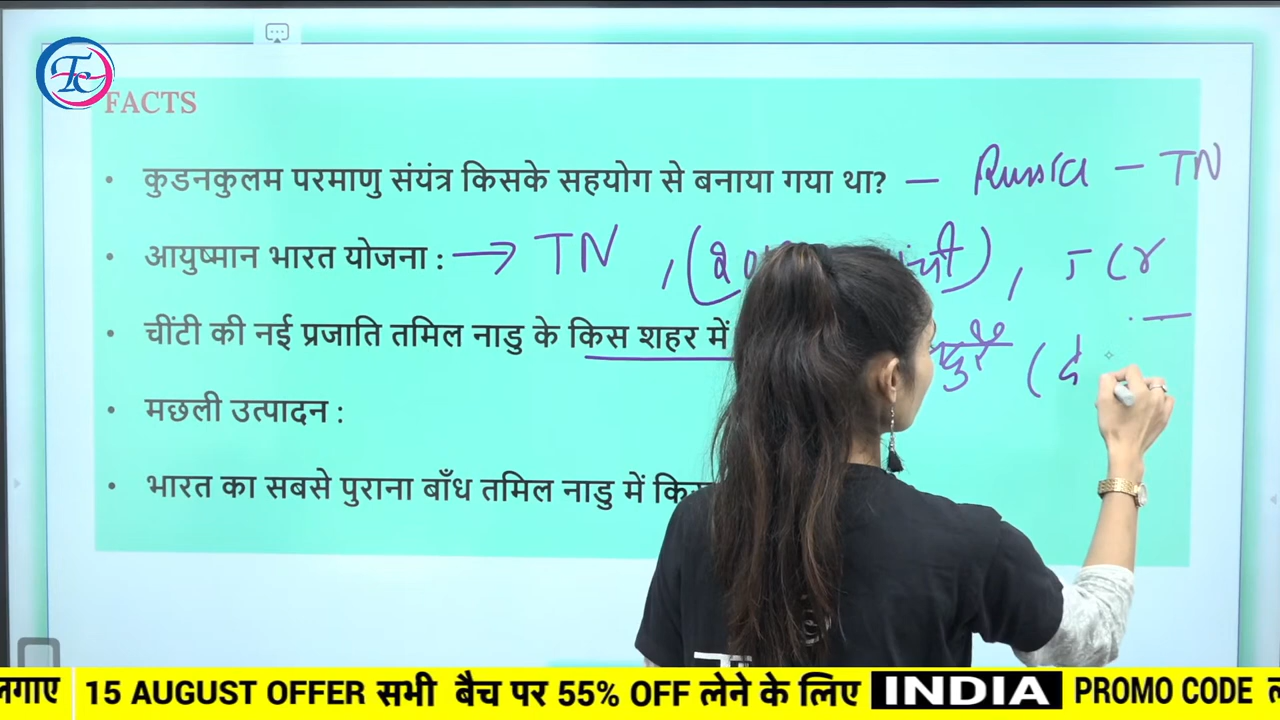 Tc
FACTS
• कुडनकुलम परमाणु संयंत्र किसके सहयोग से बनाया गया था? — Russia - TN
• आयुष्मान भारत योजना : → TN , 5 Cr
• चींटी की नई प्रजाति तमिल नाडु के किस शहर में
• मछली उत्पादन :
• भारत का सबसे पुराना बाँध तमिल नाडु में
लगाए 15 AUGUST OFFER सभी बैच पर 55% OFF लेने के लिए INDIA PROMO CODE